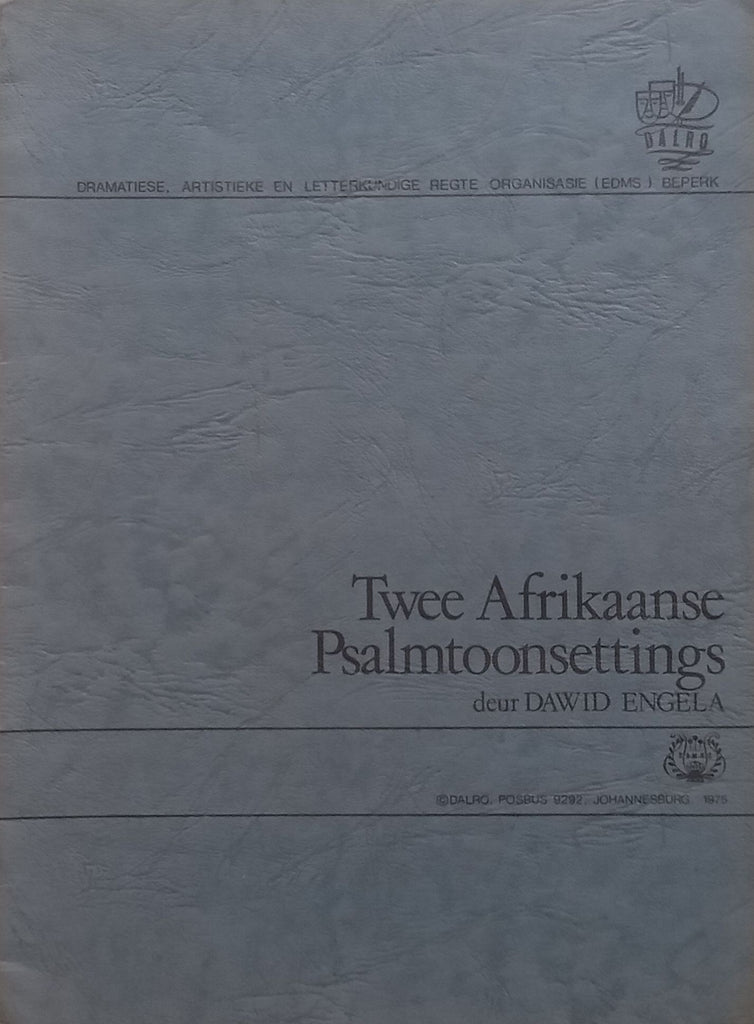 DALRO
DRAMATIESE, ARTISTIEKE EN LETTERKUNDIGE REGTE ORGANISASIE (EDMS) BEPERK
Twee Afrikaanse
Psalmtoonsettings
deur DAWID ENGELA
©DALRO, POSBUS 9292, JOHANNESBURG 1975